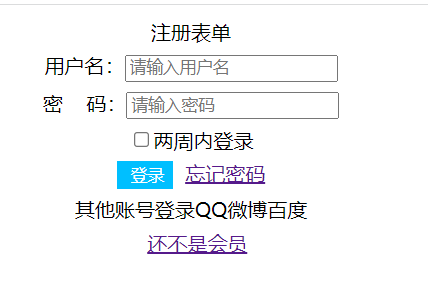 注册表单
用户名：请输入用户名
密 码：请输入密码
两周内登录
登录 忘记密码
其他账号登录QQ微博百度
还不是会员